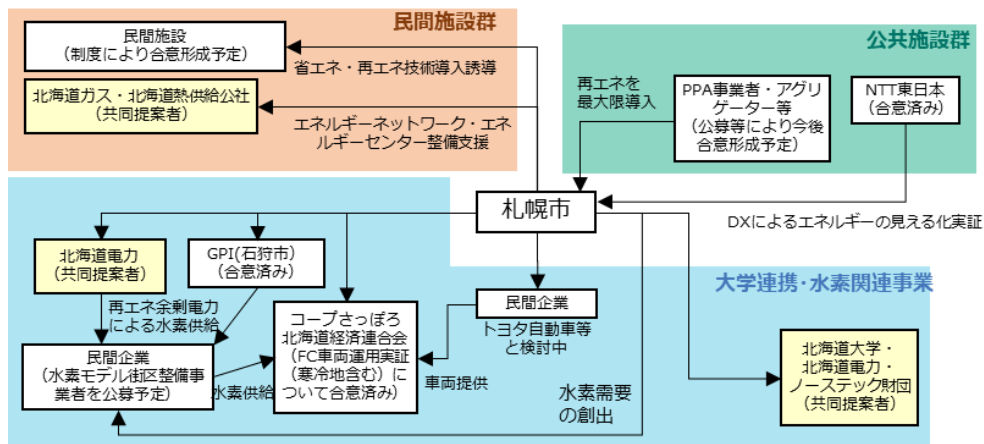 民間施設群
民間施設
（制度により合意形成予定）
省エネ・再エネ技術導入誘導
北海道ガス・北海道熱供給公社
（共同提案者）
エネルギーネットワーク・エネ
ルギーセンター整備支援
公共施設群
再エネを
最大限導入
PPA事業者・アグリ
ゲーター等
（公募等により今後
合意形成予定）
NTT東日本
（合意済み）
札幌市
DXによるエネルギーの見える化実証
大学連携・水素関連事業
北海道電力
（共同提案者）
GPI(石狩市）
（合意済み）
再エネ余剰電力
による水素供給
民間企業
（水素モデル街区整備事
業者を公募予定）
水素供給
コープさっぽろ
北海道経済連合会
（FC車両運用実証
（寒冷地含む）に
ついて合意済み）
民間企業
トヨタ自動車等
と検討中
車両提供
水素需要
の創出
北海道大学・
北海道電力・
ノーステック財団
（共同提案者）